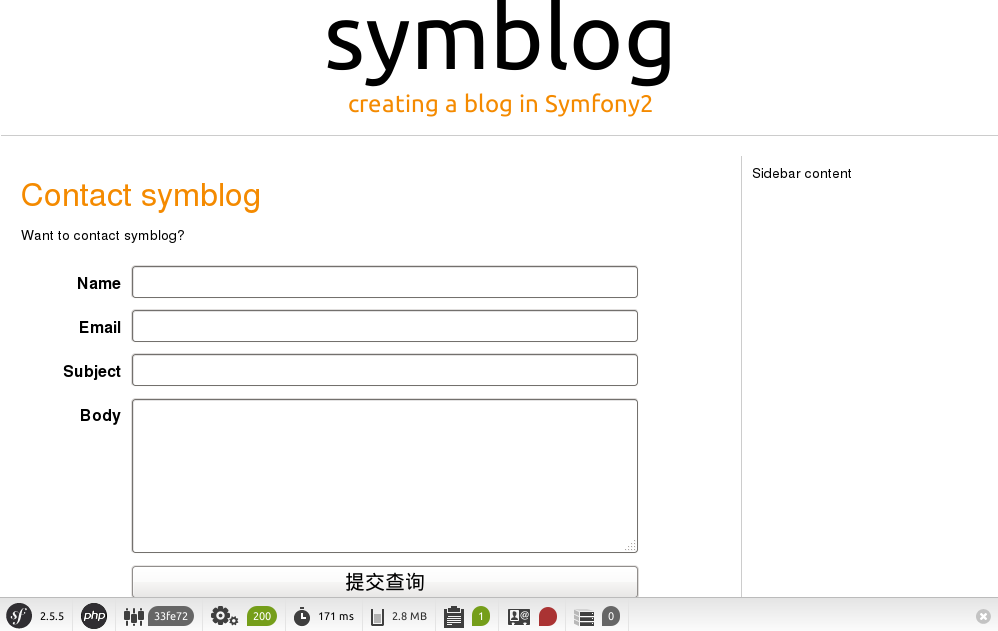 symblog
creating a blog in Symfony2
Contact symblog
Want to contact symblog?
Name
Email
Subject
Body
提交查询
Sidebar content
sf 2.5.5 php 33fe72 200 171 ms 2.8 MB 1 0